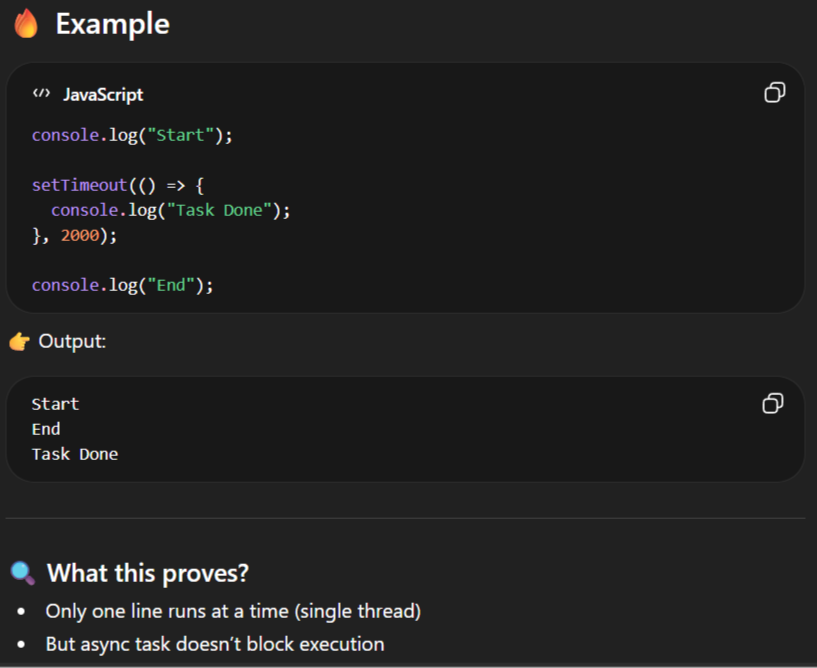 🔥 Example
</> JavaScript
console.log("Start");
setTimeout(() => {
  console.log("Task Done");
}, 2000);
console.log("End");
👉 Output:
Start
End
Task Done
🔍 What this proves?
• Only one line runs at a time (single thread)
• But async task doesn't block execution